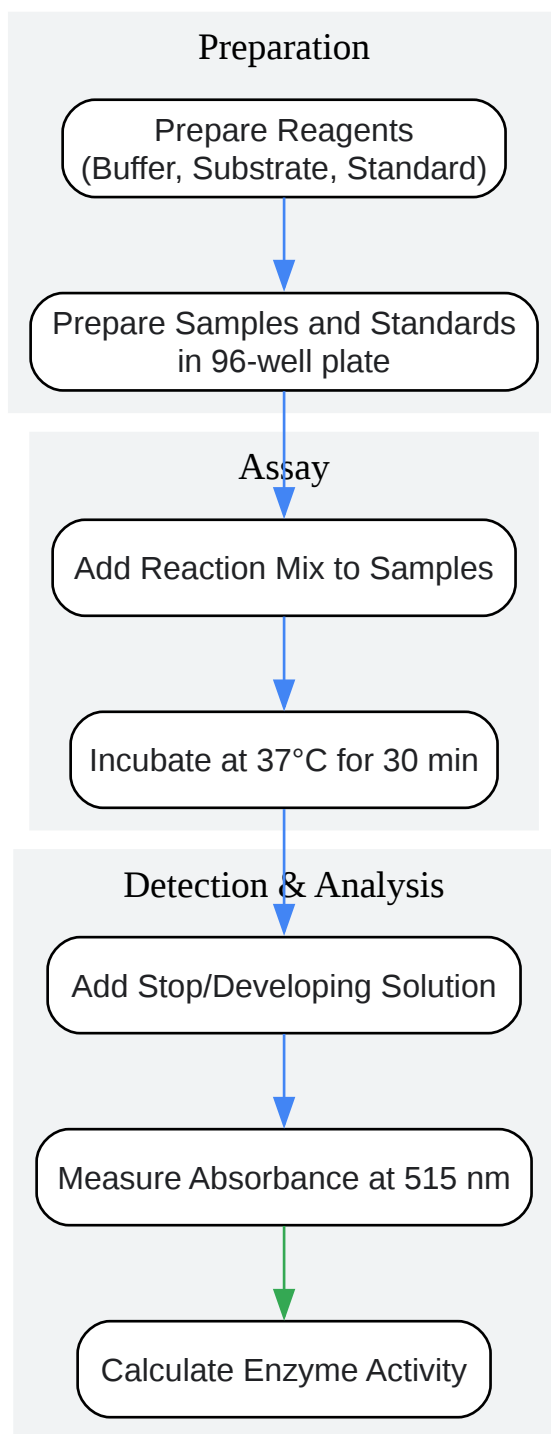 Preparation
Prepare Reagents
(Buffer, Substrate, Standard)
Prepare Samples and Standards
in 96-well plate
Assay
Add Reaction Mix to Samples
Incubate at 37°C for 30 min
Detection & Analysis
Add Stop/Developing Solution
Measure Absorbance at 515 nm
Calculate Enzyme Activity